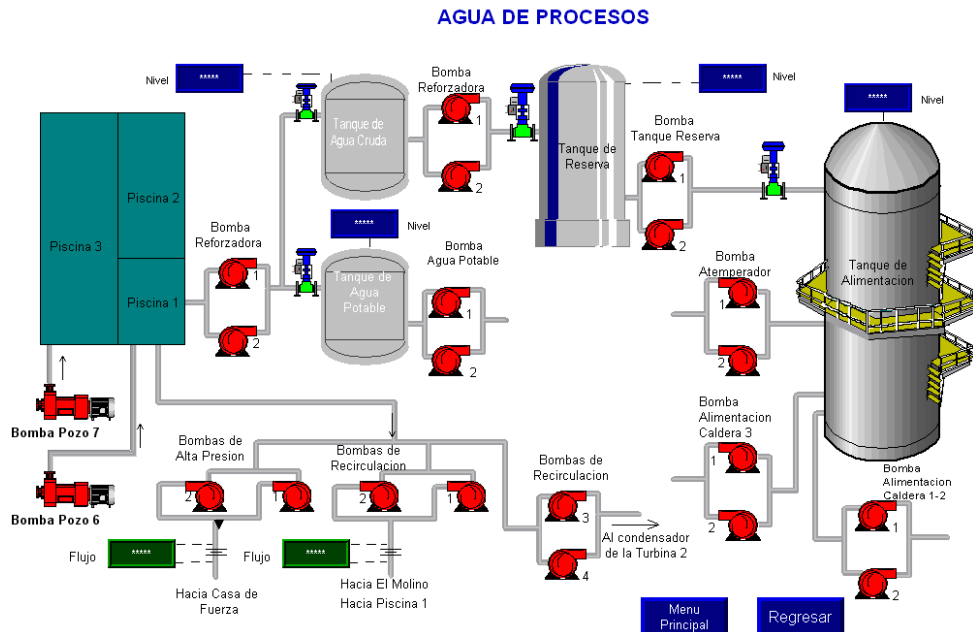 AGUA DE PROCESOS
Nivel
*****
Bomba
Reforzadora
1
2
Tanque de
Agua Cruda
*****
Nivel
Tanque de
Reserva
Bomba
Tanque Reserva
1
2
*****
Nivel
Tanque de
Alimentacion
Piscina 3
Piscina 2
Piscina 1
Bomba
Reforzadora
1
2
*****
Nivel
Tanque de
Agua
Potable
Bomba
Agua Potable
1
2
Bomba
Atemperador
1
2
Bomba Pozo 7
Bomba Pozo 6
Bombas de
Alta Presion
2
1
Bombas de
Recirculacion
2
1
Bombas de
Recirculacion
3
4
Al condensador
de la Turbina 2
Bomba
Alimentacion
Caldera 3
1
2
Bomba
Alimentacion
Caldera 1-2
1
2
Flujo
*****
Flujo
*****
Hacia Casa de
Fuerza
Hacia El Molino
Hacia Piscina 1
Menu
Principal
Regresar